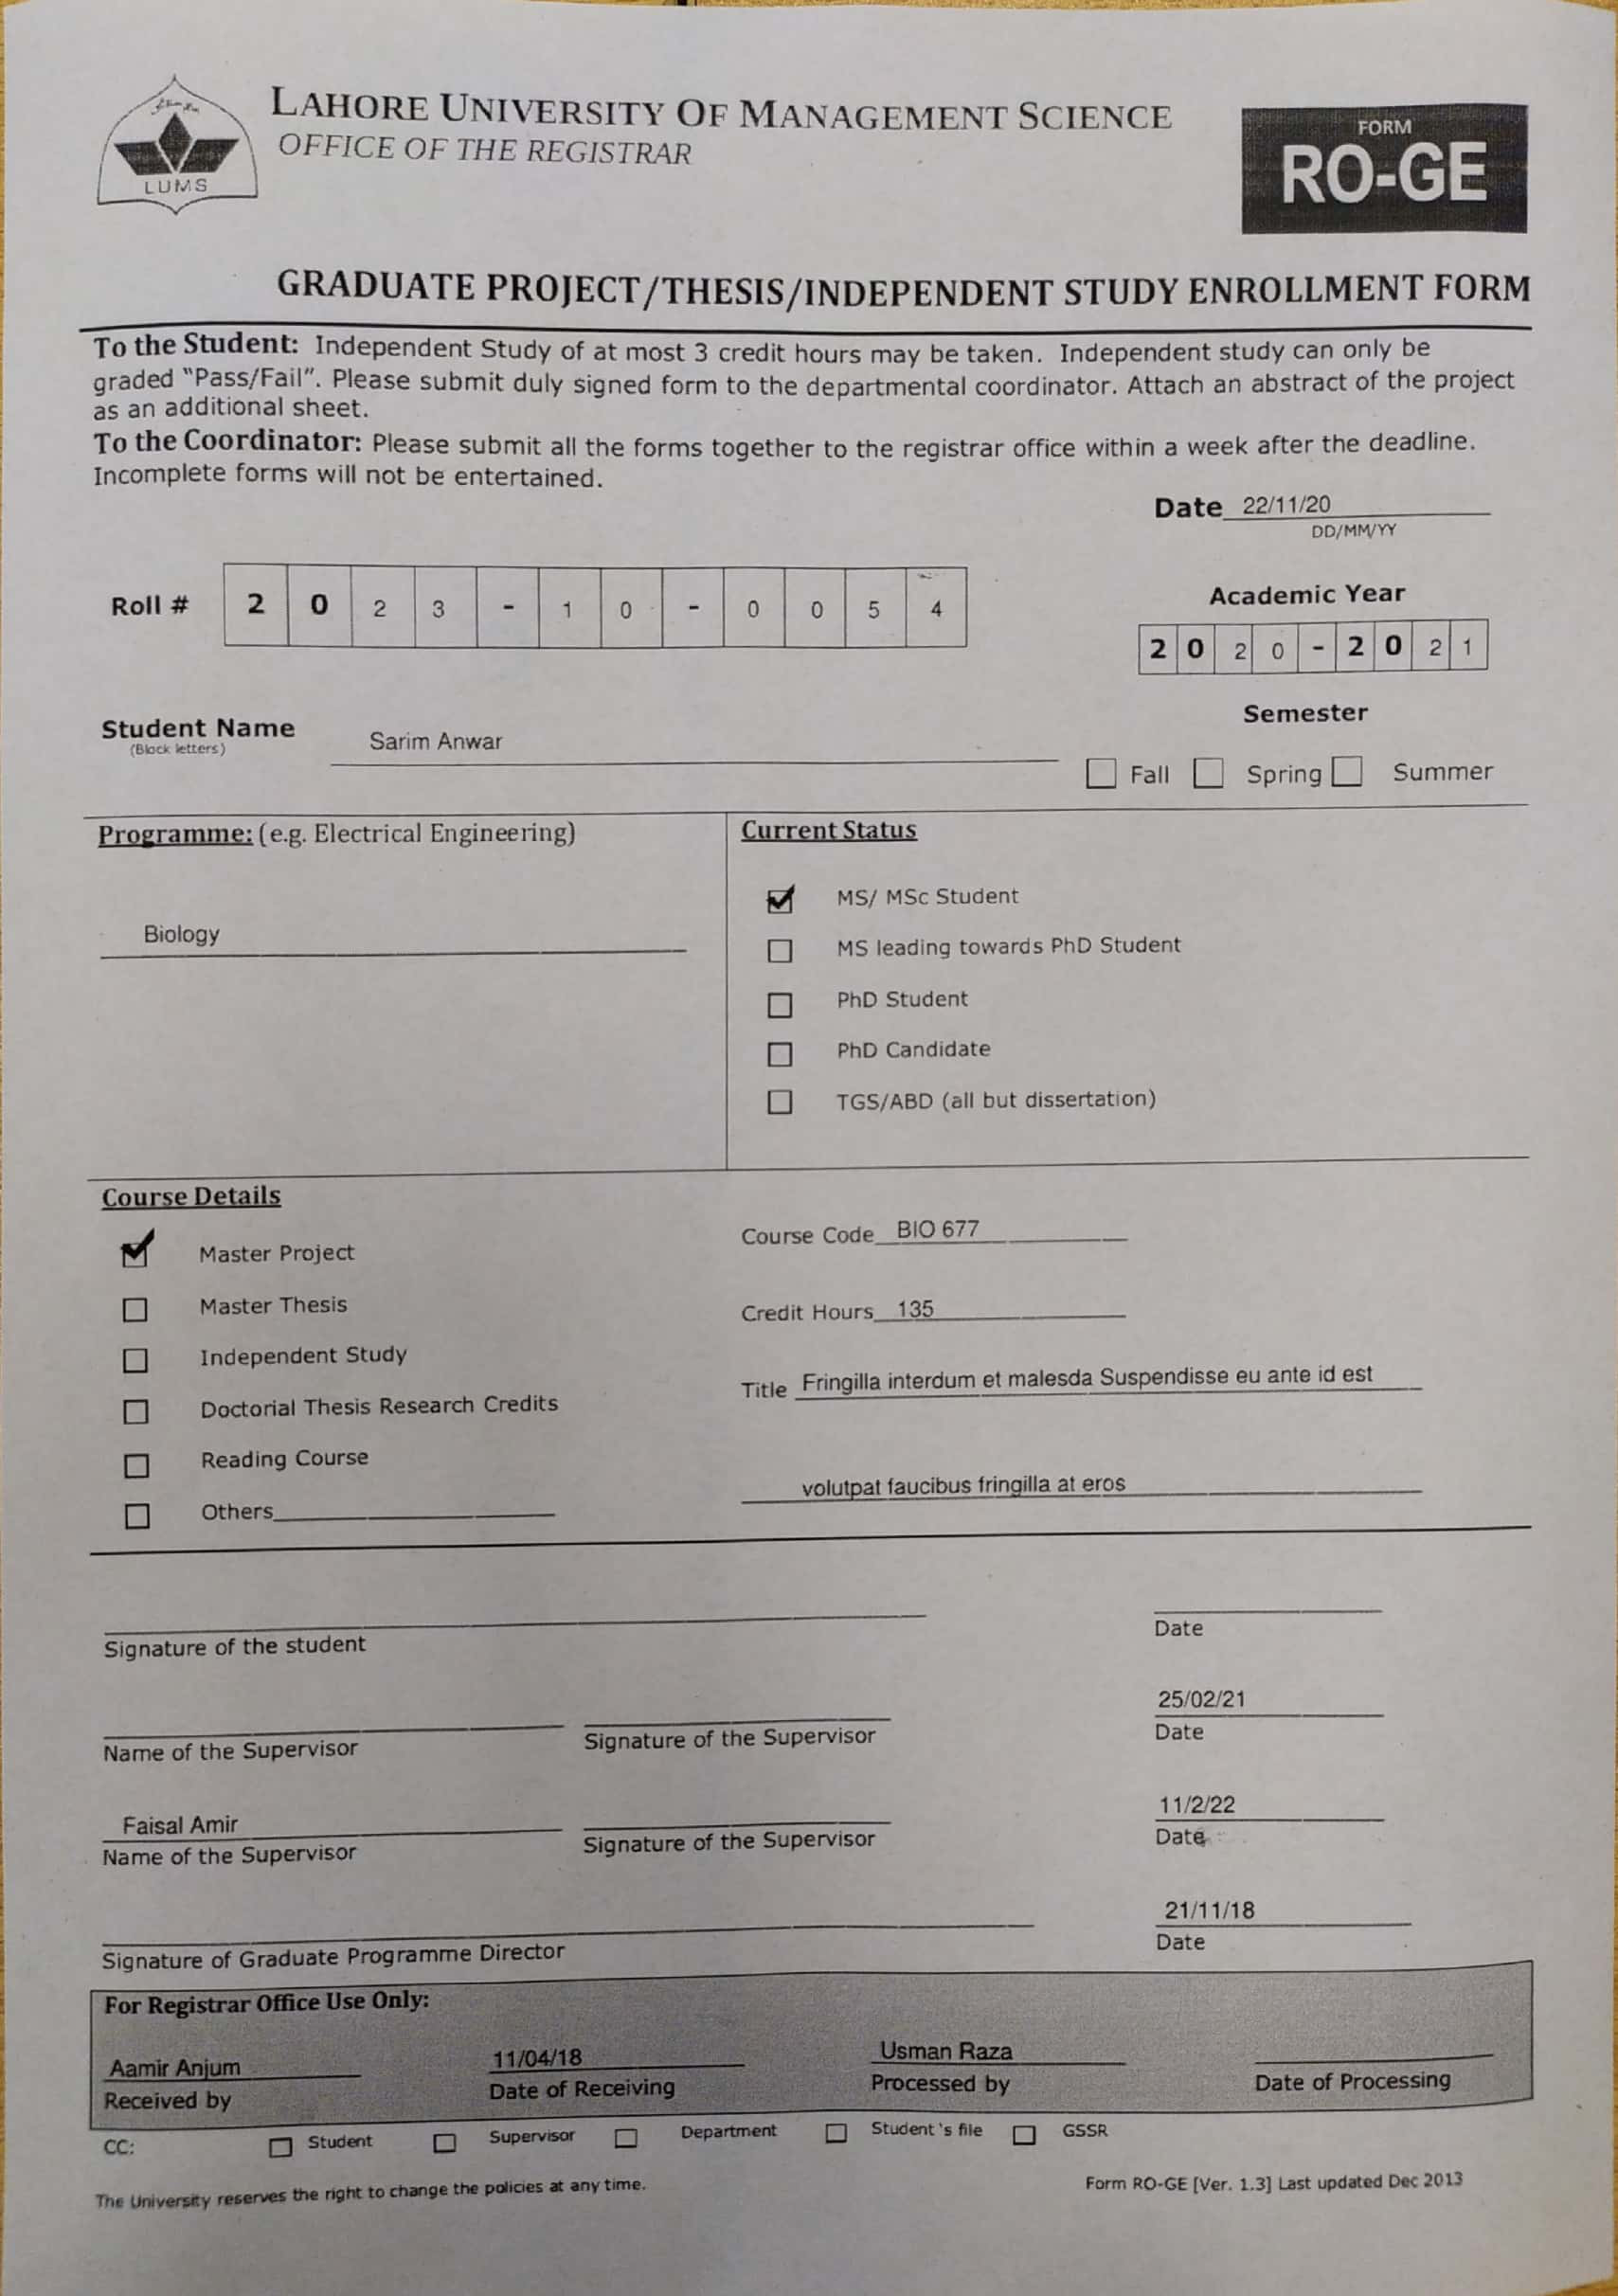 LAHORE UNIVERSITY OF MANAGEMENT SCIENCE
OFFICE OF THE REGISTRAR
LUMS
FORM
RO-GE
GRADUATE PROJECT/THESIS/INDEPENDENT STUDY ENROLLMENT FORM
To the Student: Independent Study of at most 3 credit hours may be taken. Independent study can only be
graded “Pass/Fail”. Please submit duly signed form to the departmental coordinator. Attach an abstract of the project
as an additional sheet.
To the Coordinator: Please submit all the forms together to the registrar office within a week after the deadline.
Incomplete forms will not be entertained.
Date 22/11/20
DD/MM/YY
Roll # 2 0 2 3 - 1 0 - 0 0 5 4
Academic Year
2 0 2 0 - 2 0 2 1
Student Name Sarim Anwar
(Block letters)
Semester
Fall Spring Summer
Programme: (e.g. Electrical Engineering)
Biology
Current Status
MS/ MSc Student
MS leading towards PhD Student
PhD Student
PhD Candidate
TGS/ABD (all but dissertation)
Course Details
Master Project
Master Thesis
Independent Study
Doctorial Thesis Research Credits
Reading Course
Others
Course Code BIO 677
Credit Hours 135
Title Fringilla interdum et malesda Suspendisse eu ante id est
volutpat faucibus fringilla at eros
Signature of the student Date
25/02/21
Name of the Supervisor Signature of the Supervisor Date
Faisal Amir 11/2/22
Name of the Supervisor Signature of the Supervisor Date
21/11/18
Signature of Graduate Programme Director Date
For Registrar Office Use Only:
Aamir Anjum 11/04/18 Usman Raza
Received by Date of Receiving Processed by Date of Processing
CC: Student Supervisor Department Student's file GSSR
The University reserves the right to change the policies at any time.
Form RO-GE [Ver. 1.3] Last updated Dec 2013